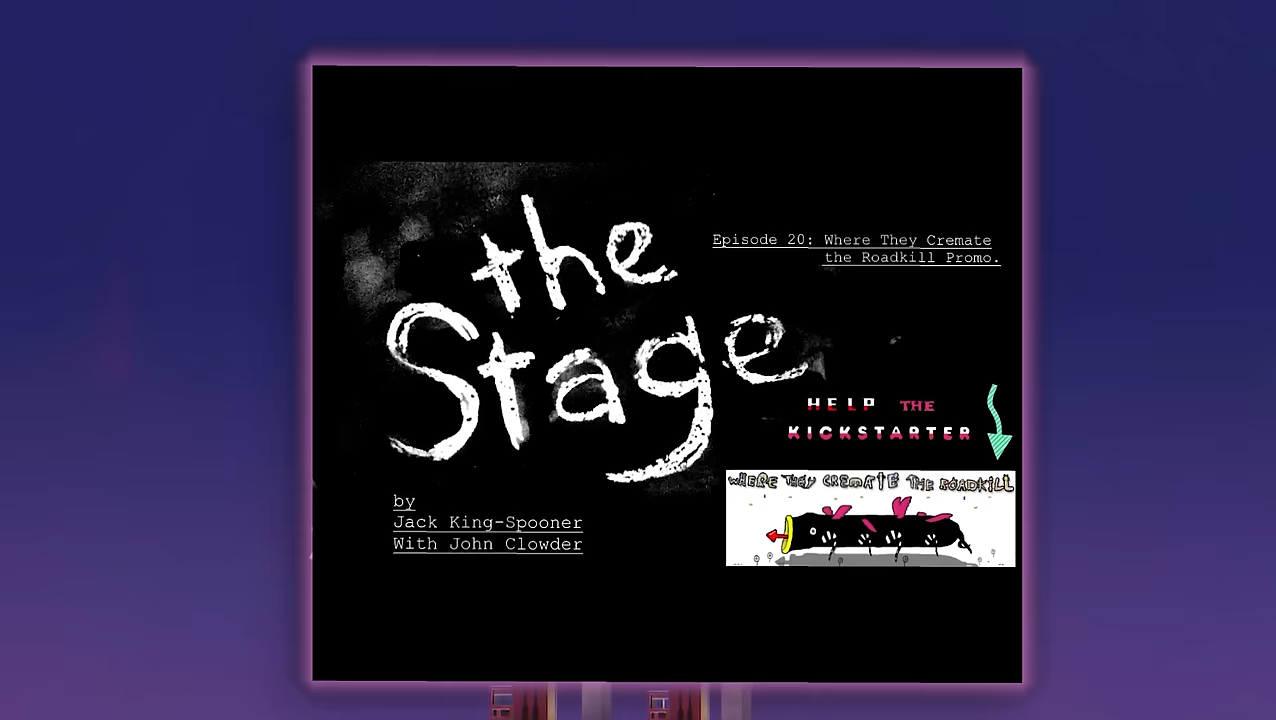 the
Stage
Episode 20: Where They Cremate
the Roadkill Promo.
HELP THE
KICKSTARTER
WHERE THEY CREMATE THE ROADKILL
by
Jack King-Spooner
With John Clowder